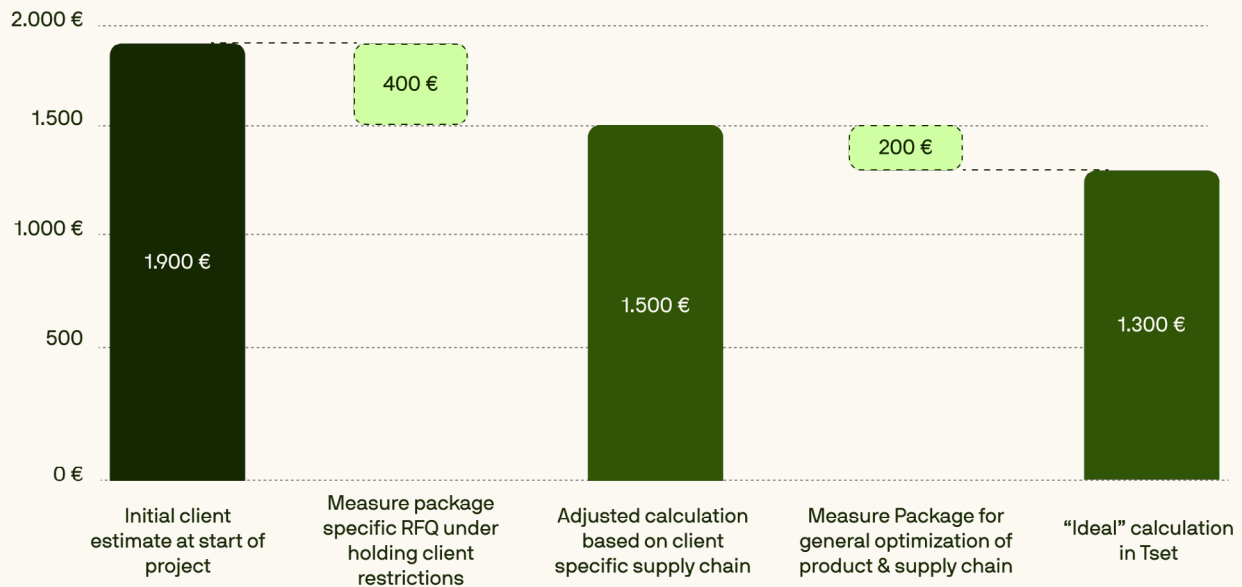 2.000 €
1.500
1.000 €
500
0 €
1.900 €
400 €
1.500 €
200 €
1.300 €
Initial client
estimate at start of
project
Measure package
specific RFQ under
holding client
restrictions
Adjusted calculation
based on client
specific supply chain
Measure Package for
general optimization of
product & supply chain
“Ideal” calculation
in Tset